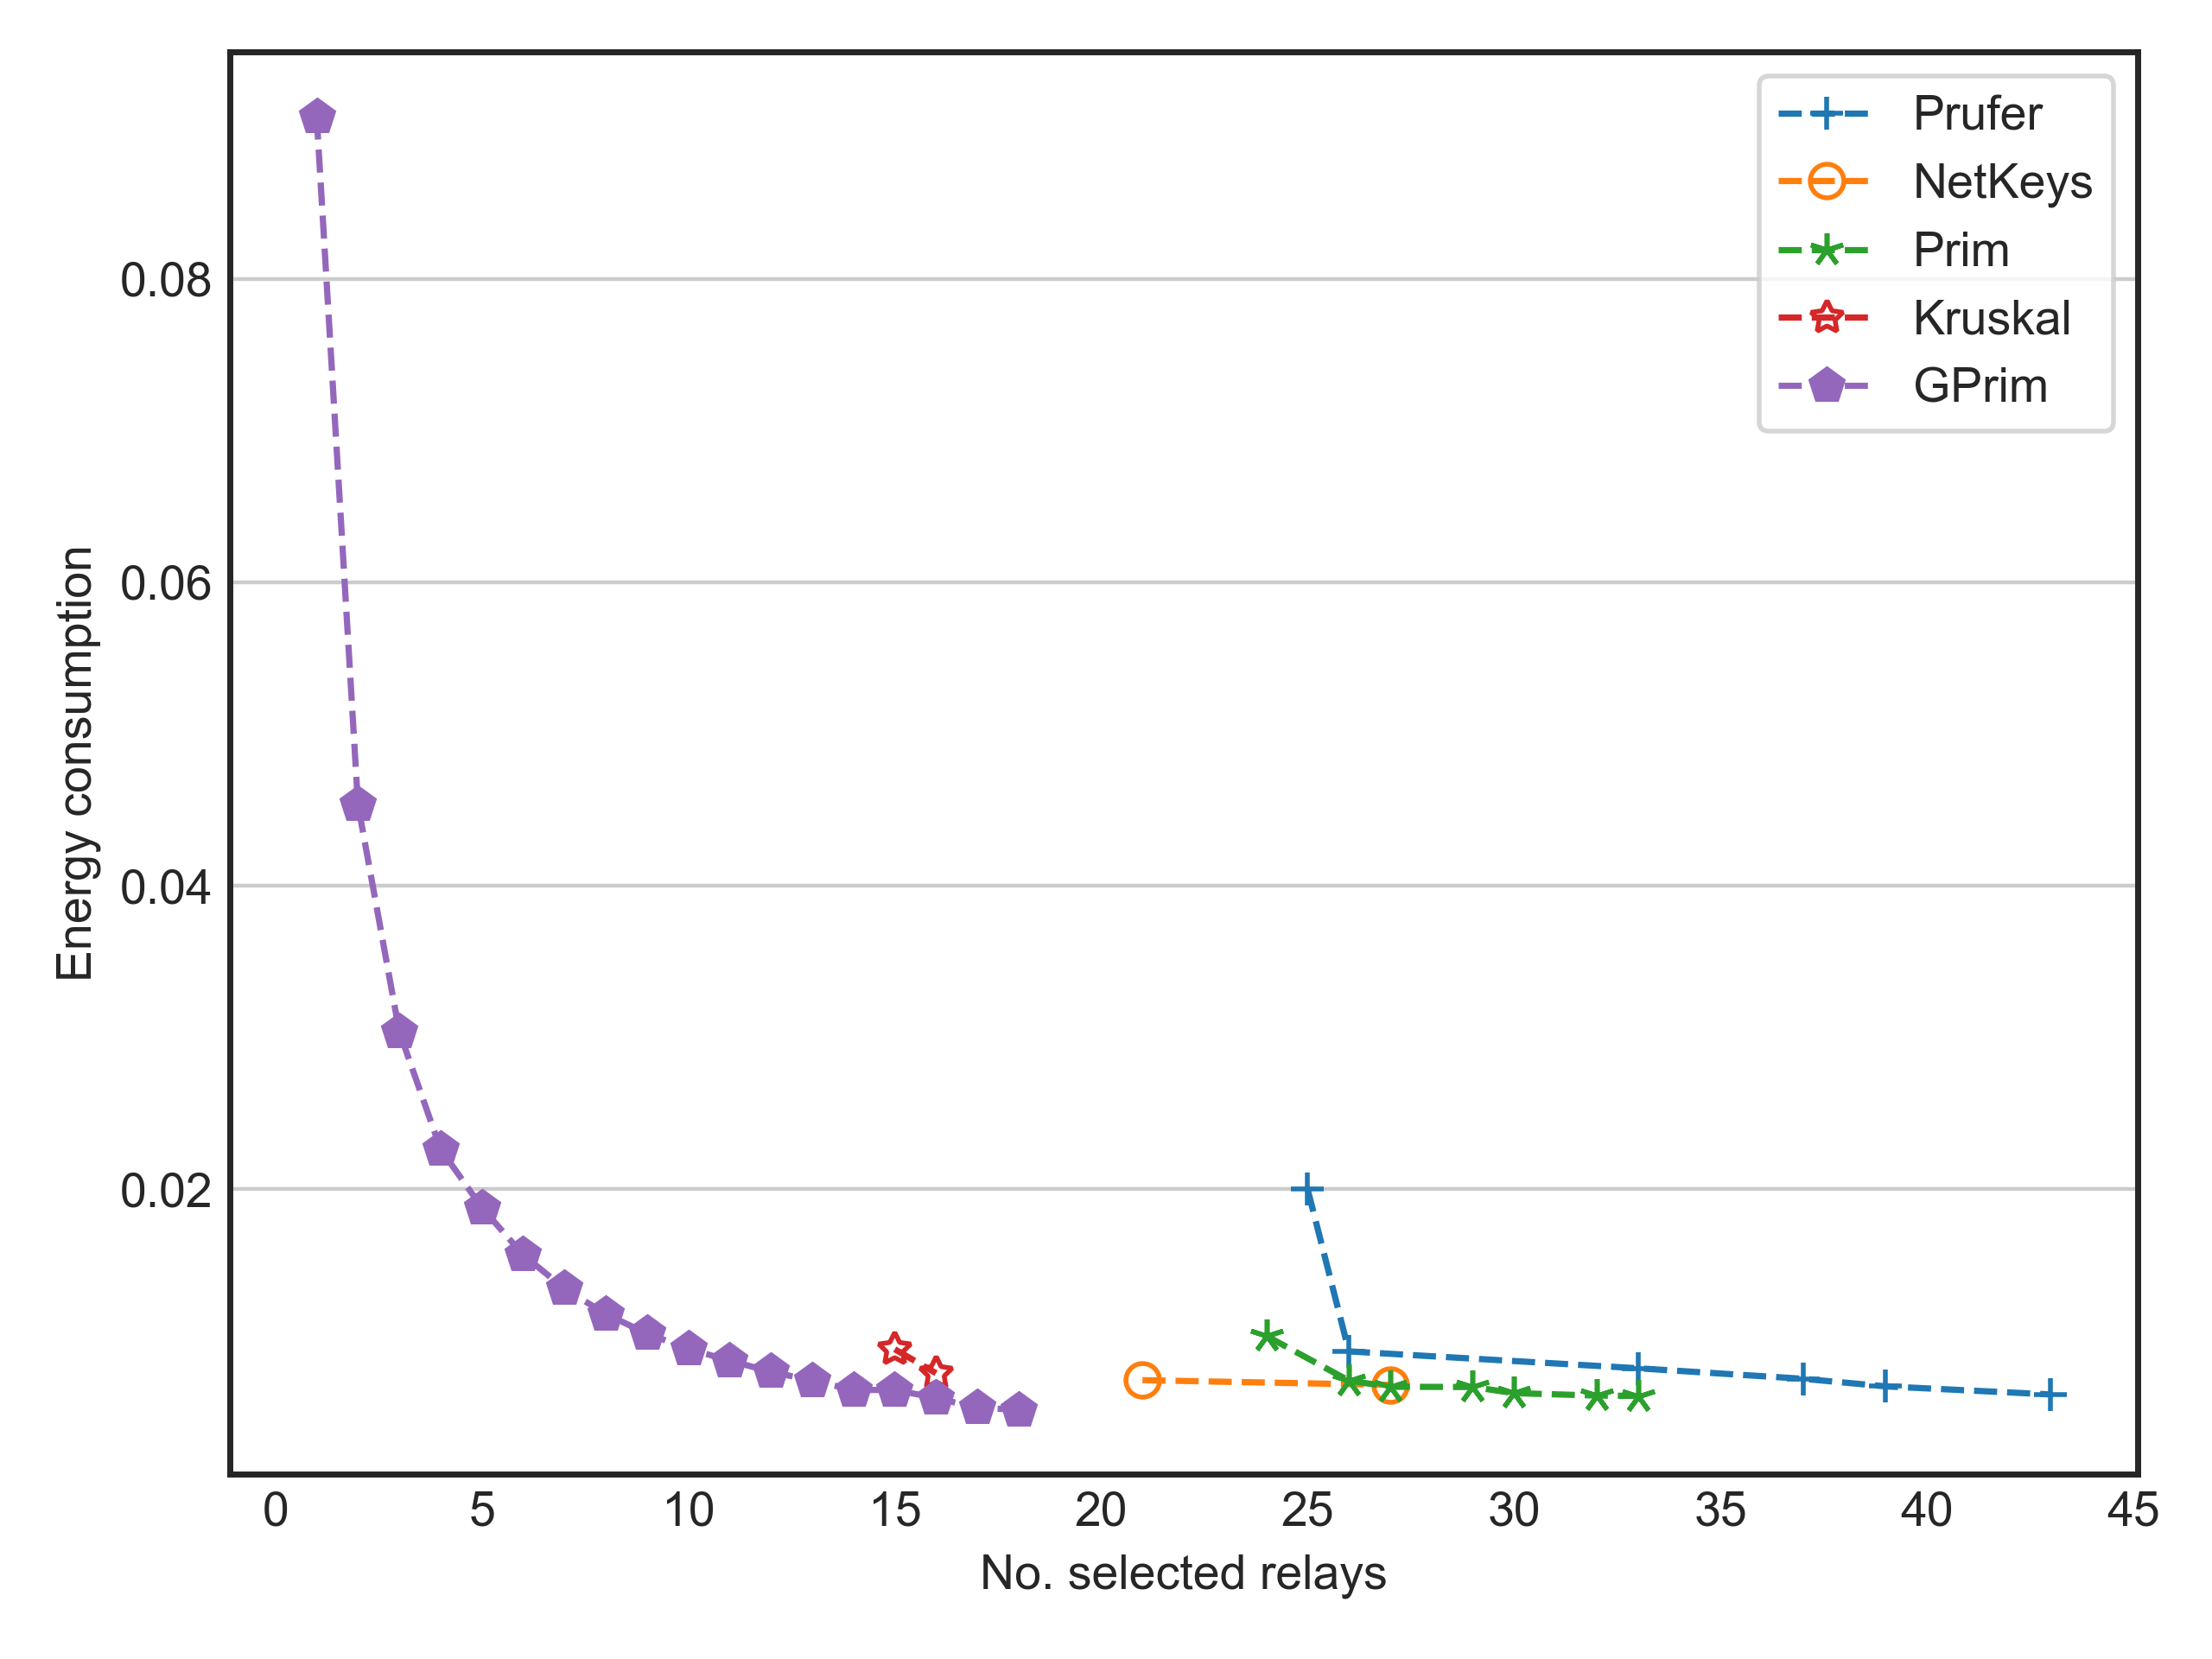 Prufer
NetKeys
Prim
Kruskal
GPrim
Energy consumption
0.08
0.06
0.04
0.02
0 5 10 15 20 25 30 35 40 45
No. selected relays